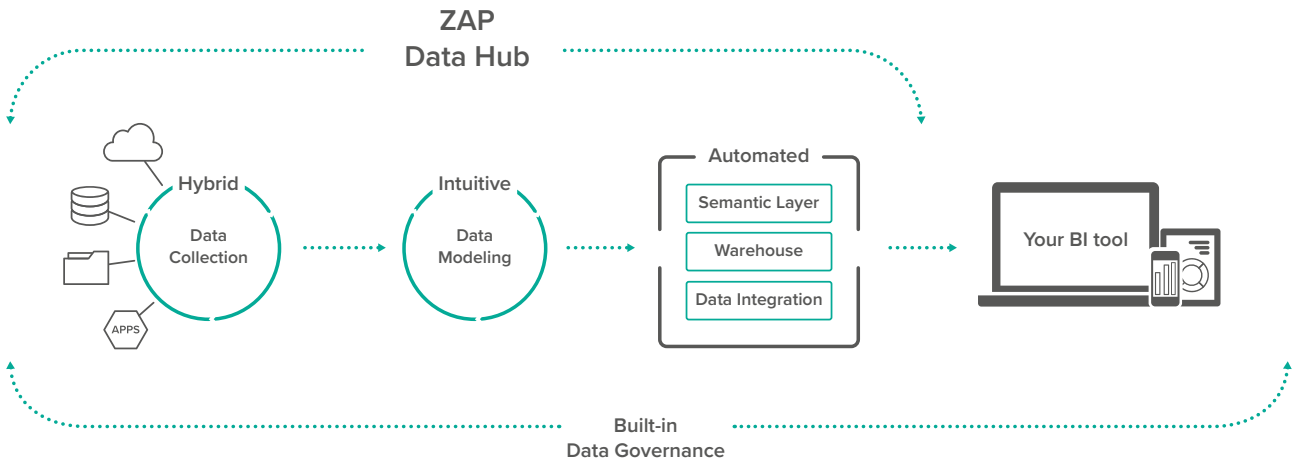 ZAP
Data Hub
Hybrid
Data
Collection
APPS
Intuitive
Data
Modeling
Automated
Semantic Layer
Warehouse
Data Integration
Your BI tool
Built-in
Data Governance